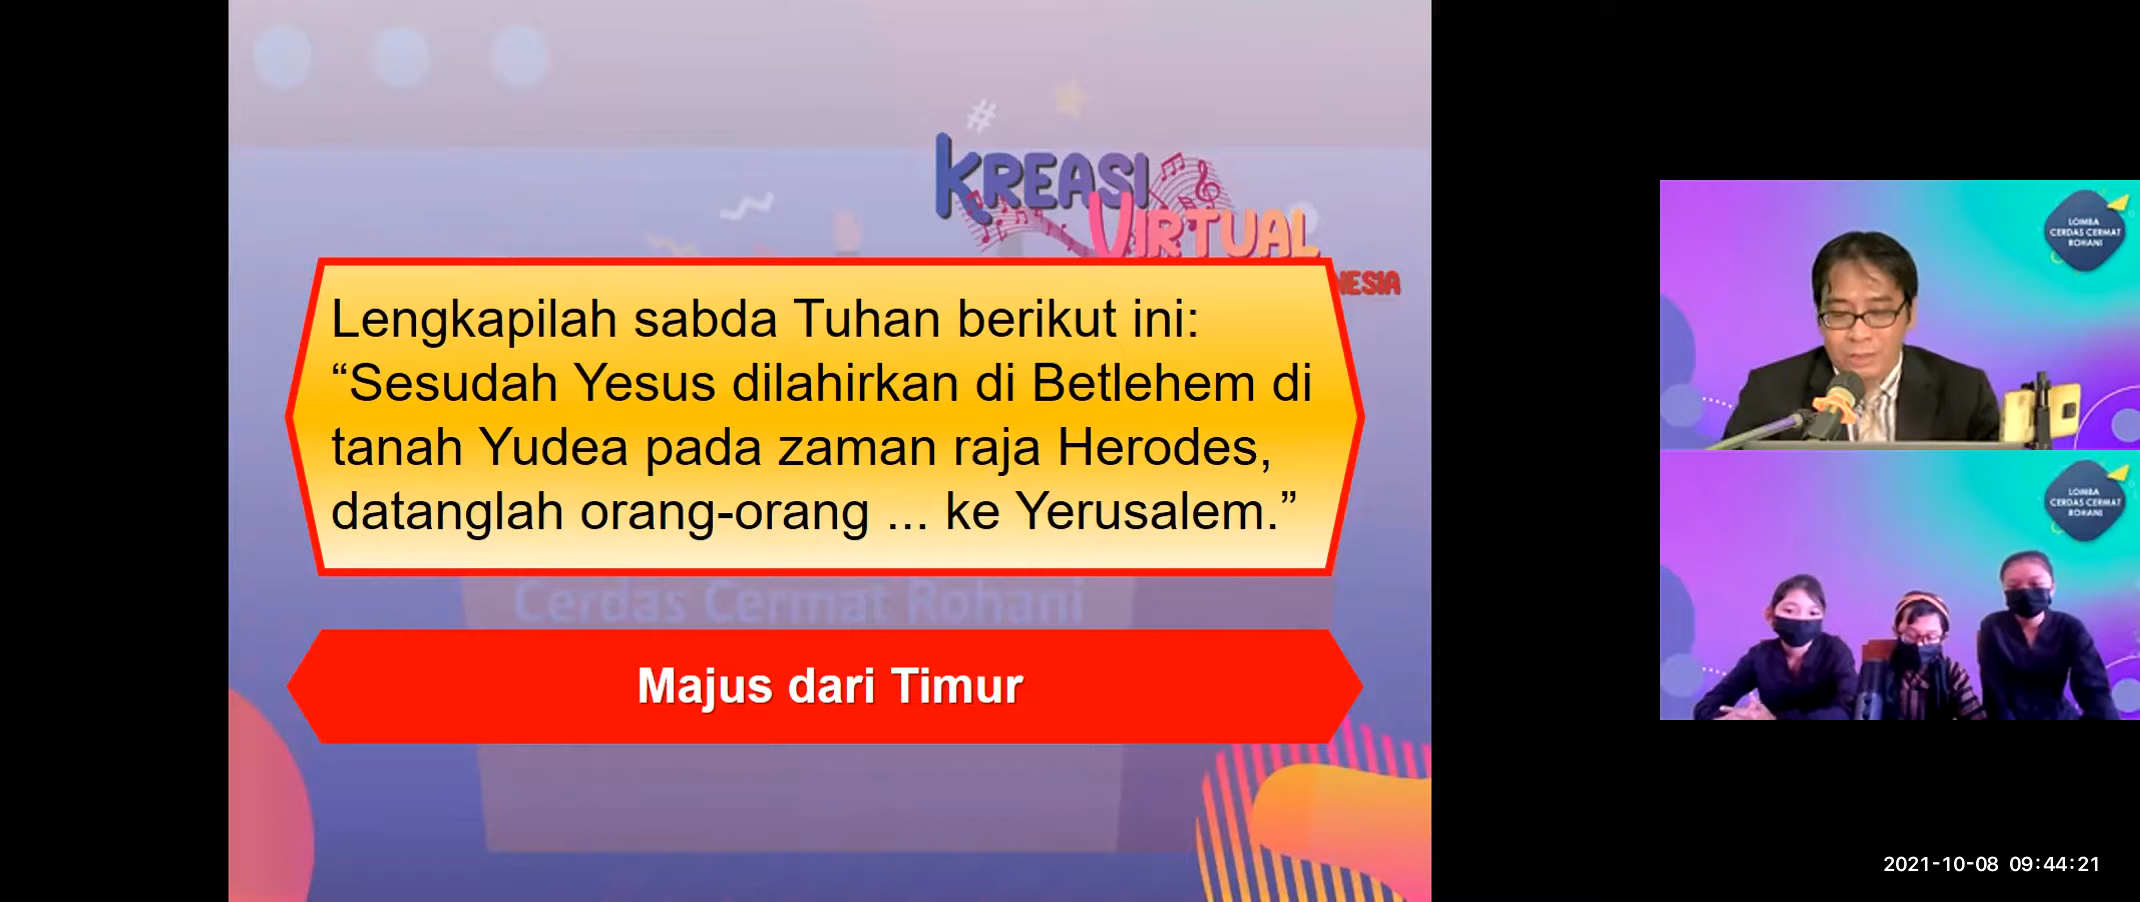 #
KREASI
VIRTUAL
NESIA
Lengkapilah sabda Tuhan berikut ini:
“Sesudah Yesus dilahirkan di Betlehem di
tanah Yudea pada zaman raja Herodes,
datanglah orang-orang ... ke Yerusalem.”
Cerdas Cermat Rohani
Majus dari Timur
LOMBA
CERDAS CERMAT
ROHANI
LOMBA
CERDAS CERMAT
ROHANI
2021-10-08 09:44:21